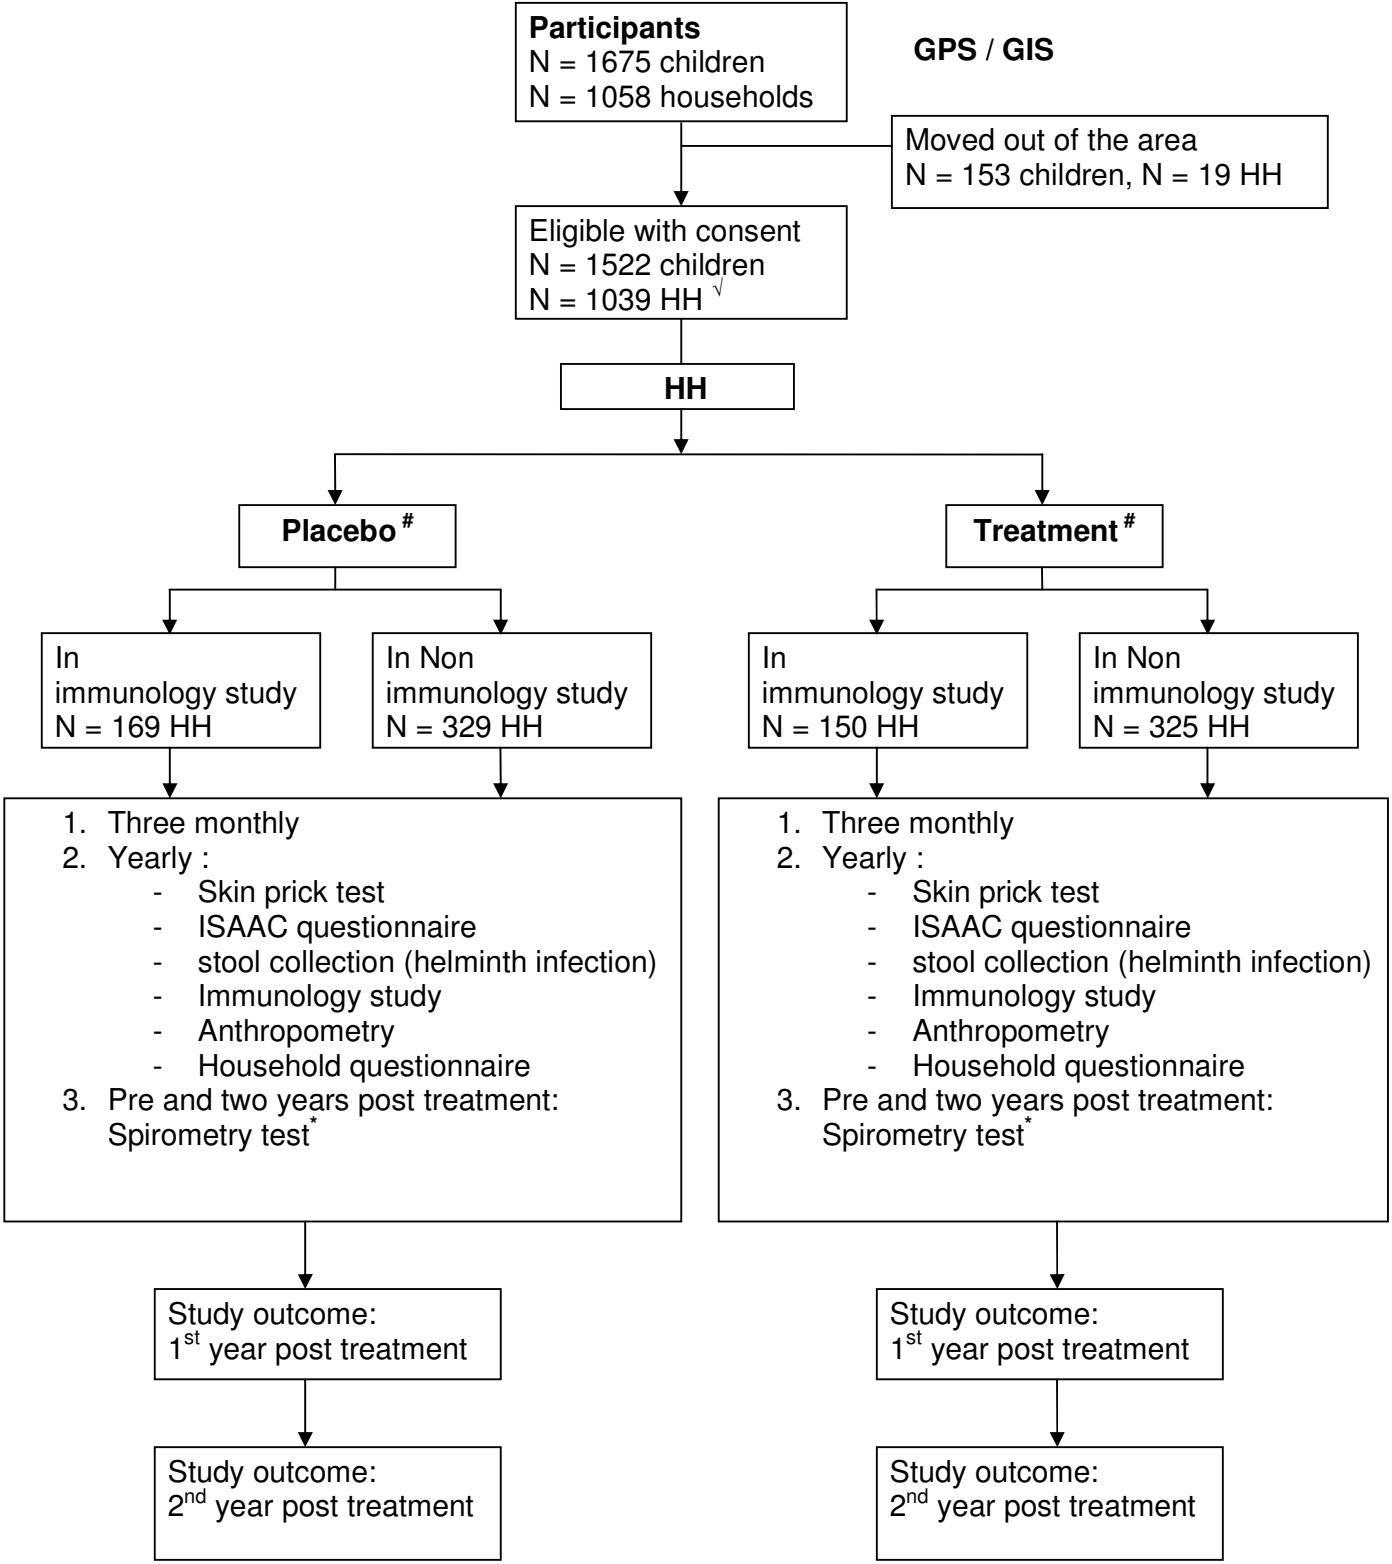 Participants
N = 1675 children
N = 1058 households
GPS / GIS
Moved out of the area
N = 153 children, N = 19 HH
Eligible with consent
N = 1522 children
N = 1039 HH √
HH
Placebo #
Treatment #
In
immunology study
N = 169 HH
In Non
immunology study
N = 329 HH
In
immunology study
N = 150 HH
In Non
immunology study
N = 325 HH
1. Three monthly
2. Yearly :
- Skin prick test
- ISAAC questionnaire
- stool collection (helminth infection)
- Immunology study
- Anthropometry
- Household questionnaire
3. Pre and two years post treatment:
Spirometry test*
1. Three monthly
2. Yearly :
- Skin prick test
- ISAAC questionnaire
- stool collection (helminth infection)
- Immunology study
- Anthropometry
- Household questionnaire
3. Pre and two years post treatment:
Spirometry test*
Study outcome:
1st year post treatment
Study outcome:
1st year post treatment
Study outcome:
2nd year post treatment
Study outcome:
2nd year post treatment